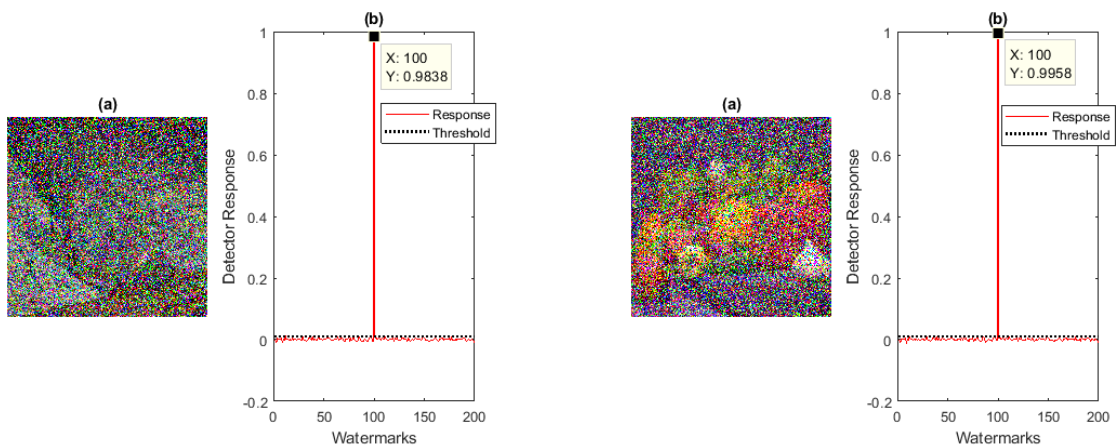 (a)
(b)
X: 100
Y: 0.9838
Response
Threshold
Detector Response
1
0.8
0.6
0.4
0.2
0
-0.2
0
50
100
150
200
Watermarks
(a)
(b)
X: 100
Y: 0.9958
Response
Threshold
Detector Response
1
0.8
0.6
0.4
0.2
0
-0.2
0
50
100
150
200
Watermarks